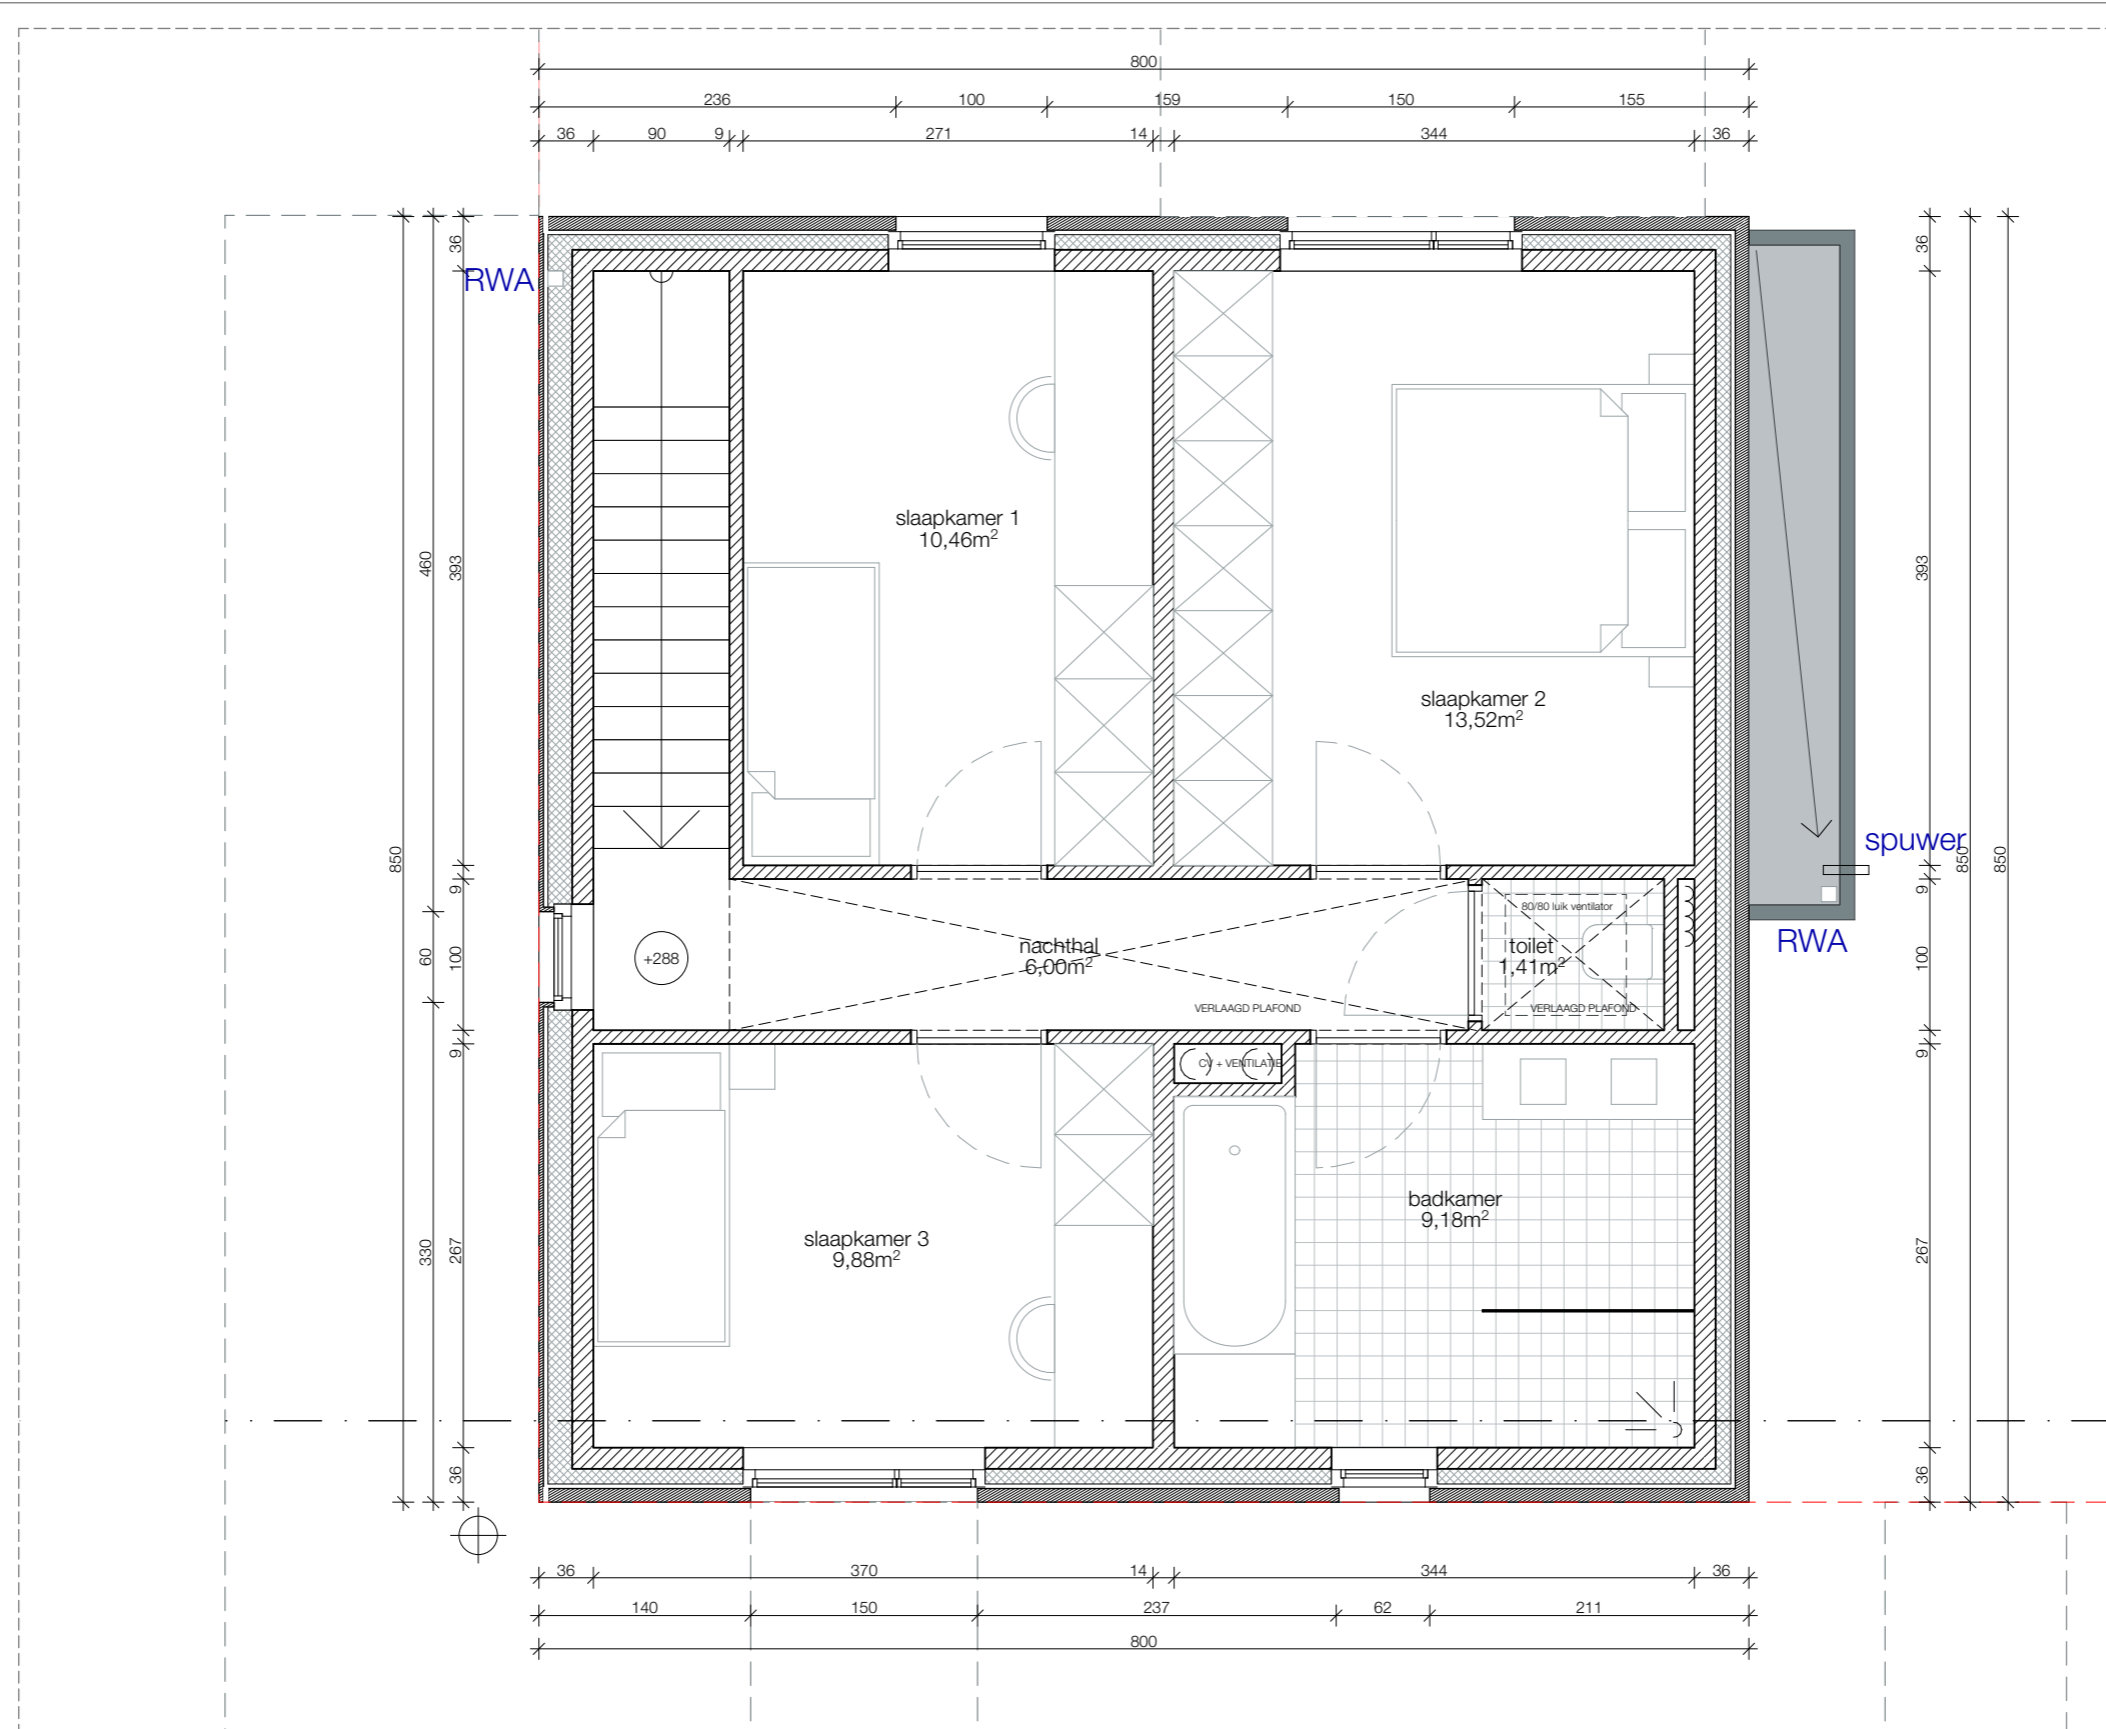 800
236 100 159 150 155
36 90 9 271 14 344 36
36
RWA
36
slaapkamer 1
10,46m²
460
393
393
slaapkamer 2
13,52m²
850
spuwer
850
850
9
80/80 luik ventilator
9
RWA
60
100
+288
nachthal
6,00m²
toilet
1,41m²
100
VERLAAGD PLAFOND
VERLAAGD PLAFOND
9
CV + VENTILATIE
9
badkamer
9,18m²
330
267
slaapkamer 3
9,88m²
267
36
36
36 370 14 344 36
140 150 237 62 211
800